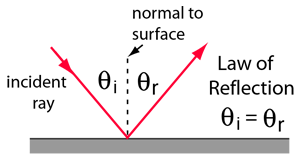 normal to
surface
incident
ray
θi
θr
Law of
Reflection
θi = θr